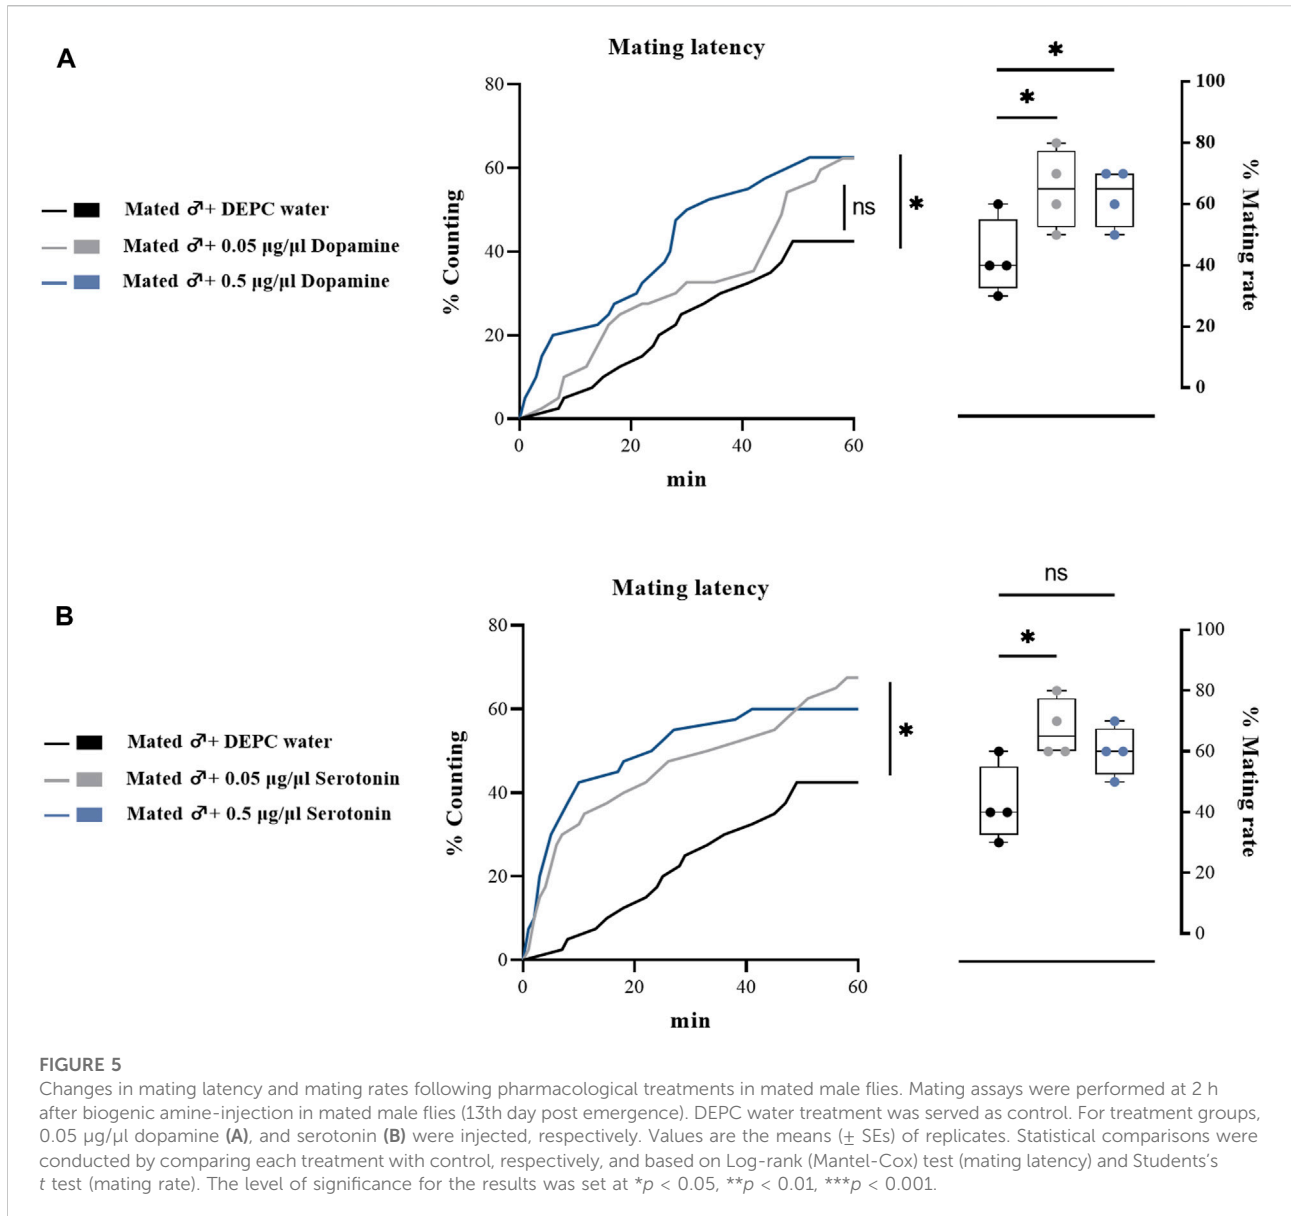 A
Mating latency
80
60
40
20
0
% Counting
0 20 40 60
min
Mated ♂+ DEPC water
Mated ♂+ 0.05 µg/µl Dopamine
Mated ♂+ 0.5 µg/µl Dopamine
ns
*
*
*
100
80
60
40
20
0
% Mating rate
B
Mating latency
80
60
40
20
0
% Counting
0 20 40 60
min
Mated ♂+ DEPC water
Mated ♂+ 0.05 µg/µl Serotonin
Mated ♂+ 0.5 µg/µl Serotonin
*
ns
*
100
80
60
40
20
0
% Mating rate
FIGURE 5
Changes in mating latency and mating rates following pharmacological treatments in mated male flies. Mating assays were performed at 2 h
after biogenic amine-injection in mated male flies (13th day post emergence). DEPC water treatment was served as control. For treatment groups,
0.05 µg/µl dopamine (A), and serotonin (B) were injected, respectively. Values are the means (± SEs) of replicates. Statistical comparisons were
conducted by comparing each treatment with control, respectively, and based on Log-rank (Mantel-Cox) test (mating latency) and Students's
t test (mating rate). The level of significance for the results was set at *p < 0.05, **p < 0.01, ***p < 0.001.